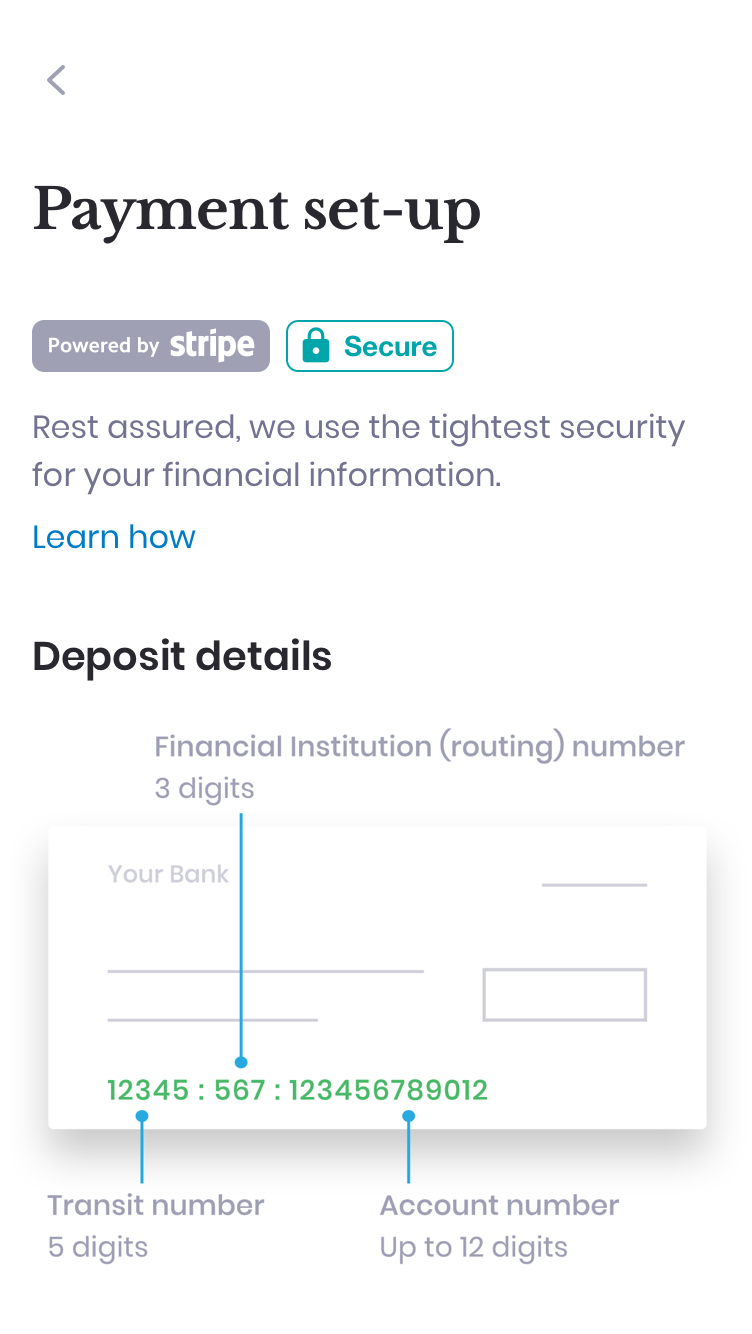 Payment set-up
Powered by stripe
Secure
Rest assured, we use the tightest security
for your financial information.
Learn how
Deposit details
Financial Institution (routing) number
3 digits
Your Bank
12345 : 567 : 123456789012
Transit number
5 digits
Account number
Up to 12 digits